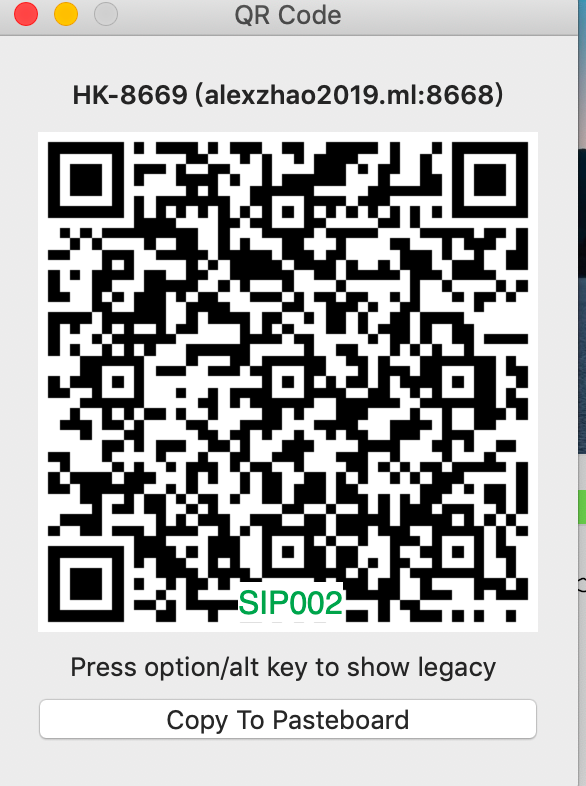 QR Code
HK-8669 (alexzhao2019.ml:8668)
SIP002
Press option/alt key to show legacy
Copy To Pasteboard